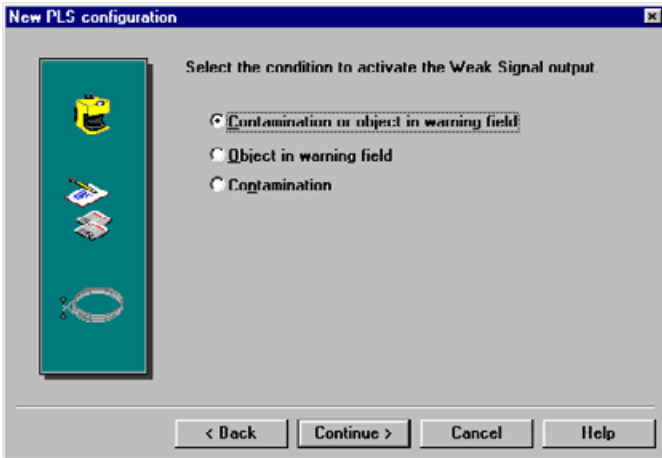 New PLS configuration
Select the condition to activate the Weak Signal output.
Contamination or object in warning field
Object in warning field
Contamination
< Back
Continue >
Cancel
Help